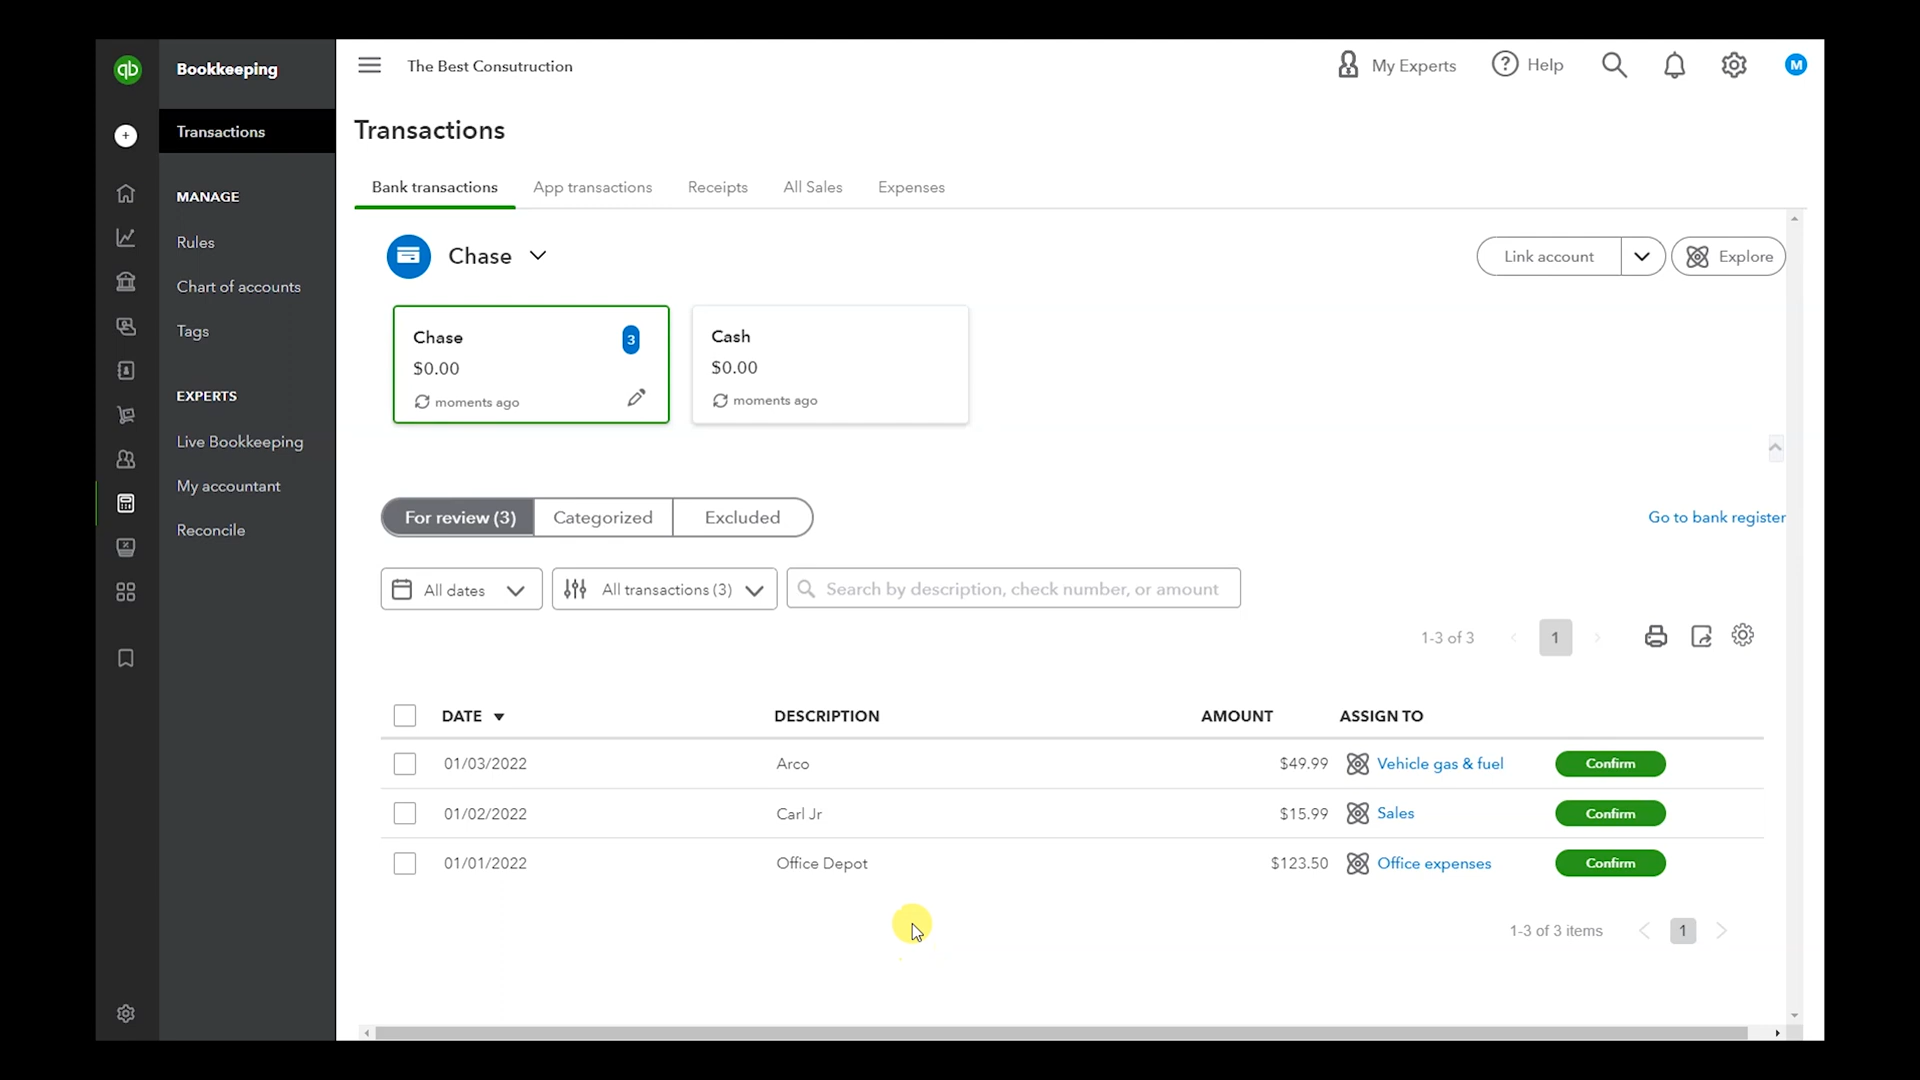 qb
Bookkeeping
The Best Consutruction
My Experts
? Help
M
+
Transactions
MANAGE
Rules
Chart of accounts
Tags
EXPERTS
Live Bookkeeping
My accountant
Reconcile
Transactions
Bank transactions App transactions Receipts All Sales Expenses
Chase
Link account
Explore
Chase 3
$0.00
moments ago
Cash
$0.00
moments ago
For review (3) Categorized Excluded
Go to bank register
All dates
All transactions (3)
Search by description, check number, or amount
1-3 of 3 < 1 >
DATE DESCRIPTION AMOUNT ASSIGN TO
01/03/2022 Arco $49.99 Vehicle gas & fuel Confirm
01/02/2022 Carl Jr $15.99 Sales Confirm
01/01/2022 Office Depot $123.50 Office expenses Confirm
1-3 of 3 items < 1 >